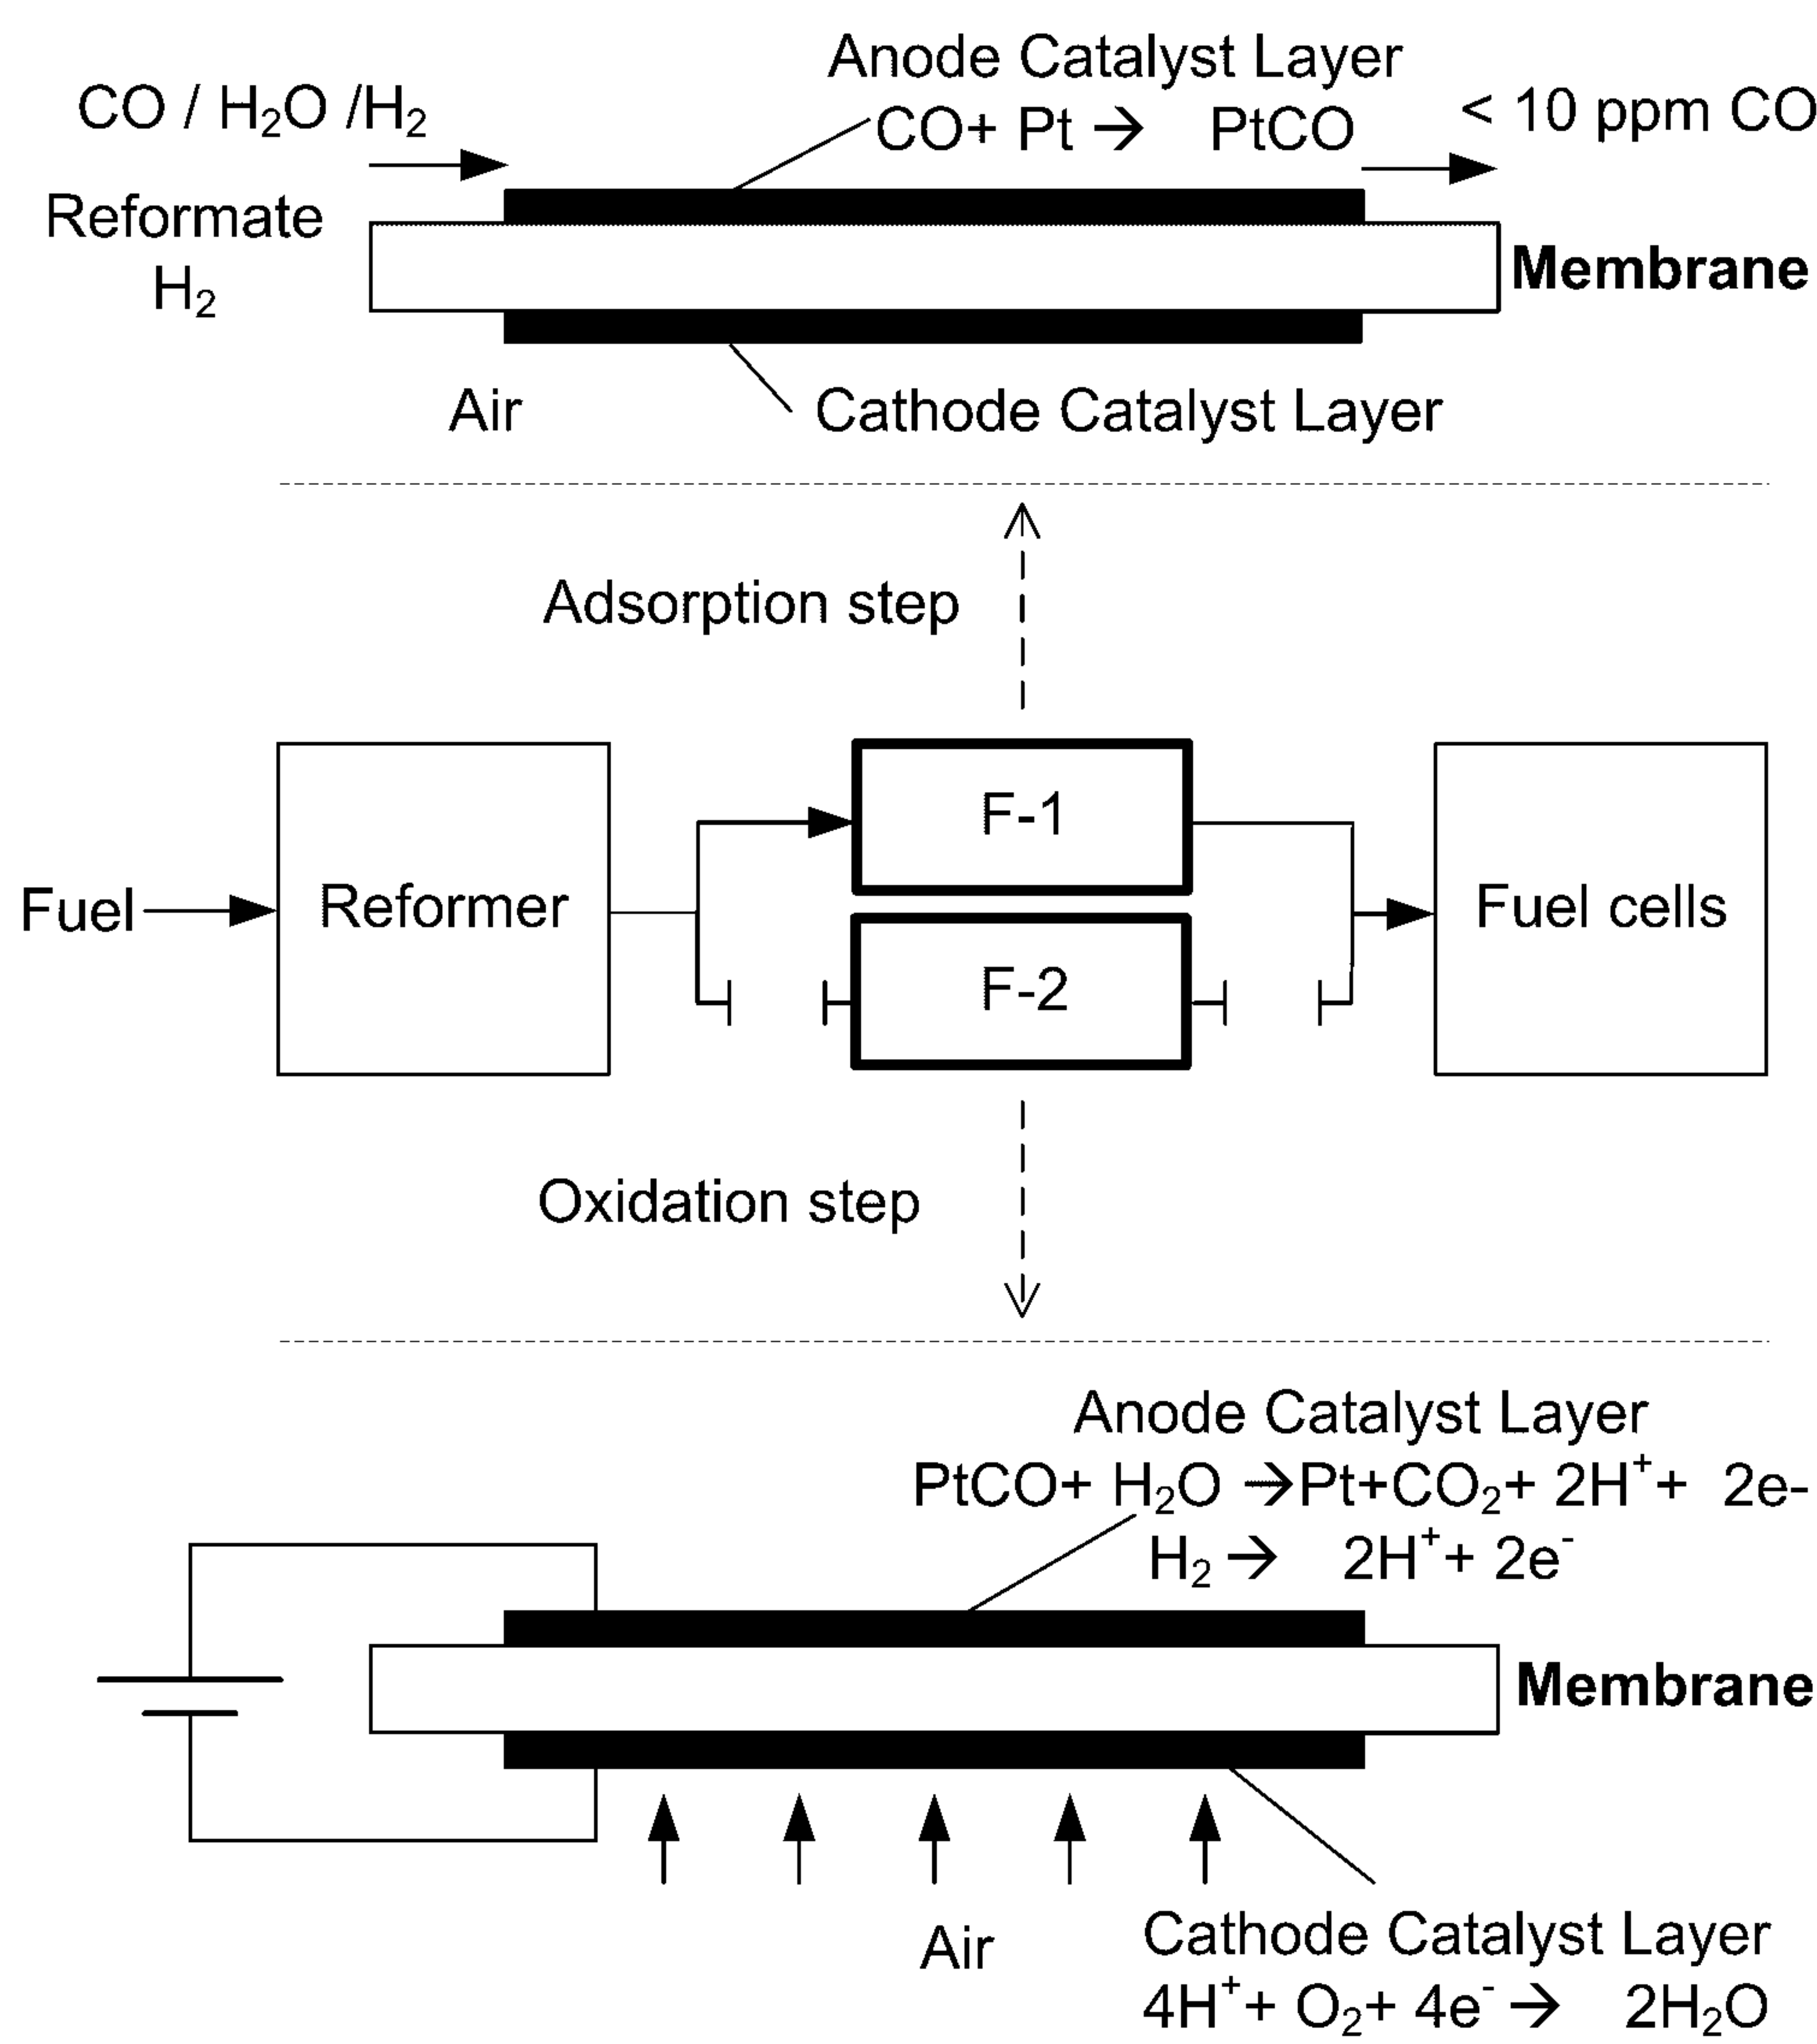 Anode Catalyst Layer
CO / H₂O /H₂
CO+ Pt → PtCO
< 10 ppm CO
Reformate
H₂
Membrane
Air
Cathode Catalyst Layer
Adsorption step
F-1
Fuel
Reformer
Fuel cells
F-2
Oxidation step
Anode Catalyst Layer
PtCO+ H₂O →Pt+CO₂+ 2H⁺+ 2e-
H₂ → 2H⁺+ 2e⁻
Membrane
Air
Cathode Catalyst Layer
4H⁺+ O₂+ 4e⁻ → 2H₂O